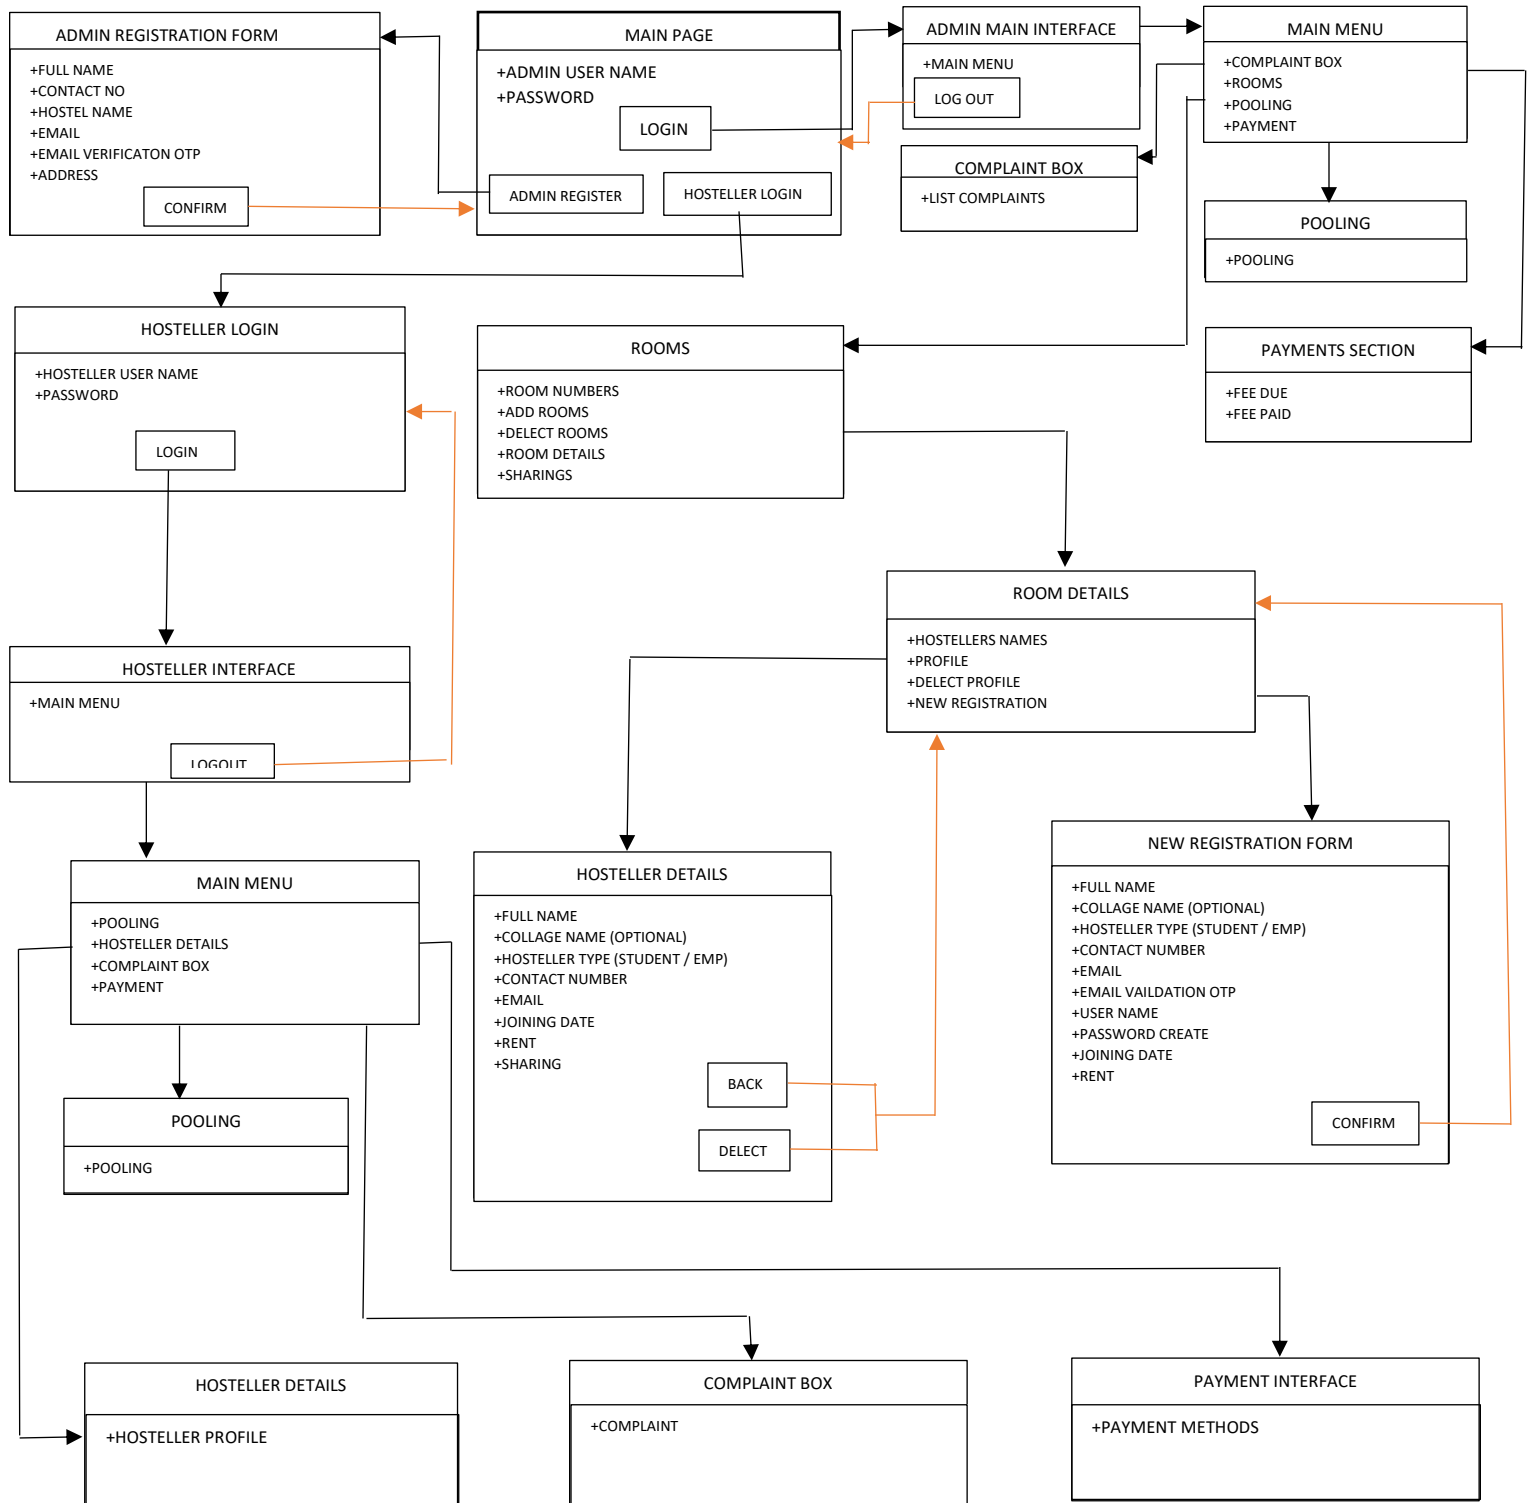 ADMIN REGISTRATION FORM
+FULL NAME
+CONTACT NO
+HOSTEL NAME
+EMAIL
+EMAIL VERIFICATON OTP
+ADDRESS
CONFIRM
MAIN PAGE
+ADMIN USER NAME
+PASSWORD
LOGIN
ADMIN REGISTER
HOSTELLER LOGIN
ADMIN MAIN INTERFACE
+MAIN MENU
LOG OUT
COMPLAINT BOX
+LIST COMPLAINTS
MAIN MENU
+COMPLAINT BOX
+ROOMS
+POOLING
+PAYMENT
POOLING
+POOLING
HOSTELLER LOGIN
+HOSTELLER USER NAME
+PASSWORD
LOGIN
ROOMS
+ROOM NUMBERS
+ADD ROOMS
+DELECT ROOMS
+ROOM DETAILS
+SHARINGS
PAYMENTS SECTION
+FEE DUE
+FEE PAID
ROOM DETAILS
+HOSTELLERS NAMES
+PROFILE
+DELECT PROFILE
+NEW REGISTRATION
HOSTELLER INTERFACE
+MAIN MENU
LOGOUT
MAIN MENU
+POOLING
+HOSTELLER DETAILS
+COMPLAINT BOX
+PAYMENT
HOSTELLER DETAILS
+FULL NAME
+COLLAGE NAME (OPTIONAL)
+HOSTELLER TYPE (STUDENT / EMP)
+CONTACT NUMBER
+EMAIL
+JOINING DATE
+RENT
+SHARING
BACK
DELECT
NEW REGISTRATION FORM
+FULL NAME
+COLLAGE NAME (OPTIONAL)
+HOSTELLER TYPE (STUDENT / EMP)
+CONTACT NUMBER
+EMAIL
+EMAIL VAILDATION OTP
+USER NAME
+PASSWORD CREATE
+JOINING DATE
+RENT
CONFIRM
POOLING
+POOLING
HOSTELLER DETAILS
+HOSTELLER PROFILE
COMPLAINT BOX
+COMPLAINT
PAYMENT INTERFACE
+PAYMENT METHODS